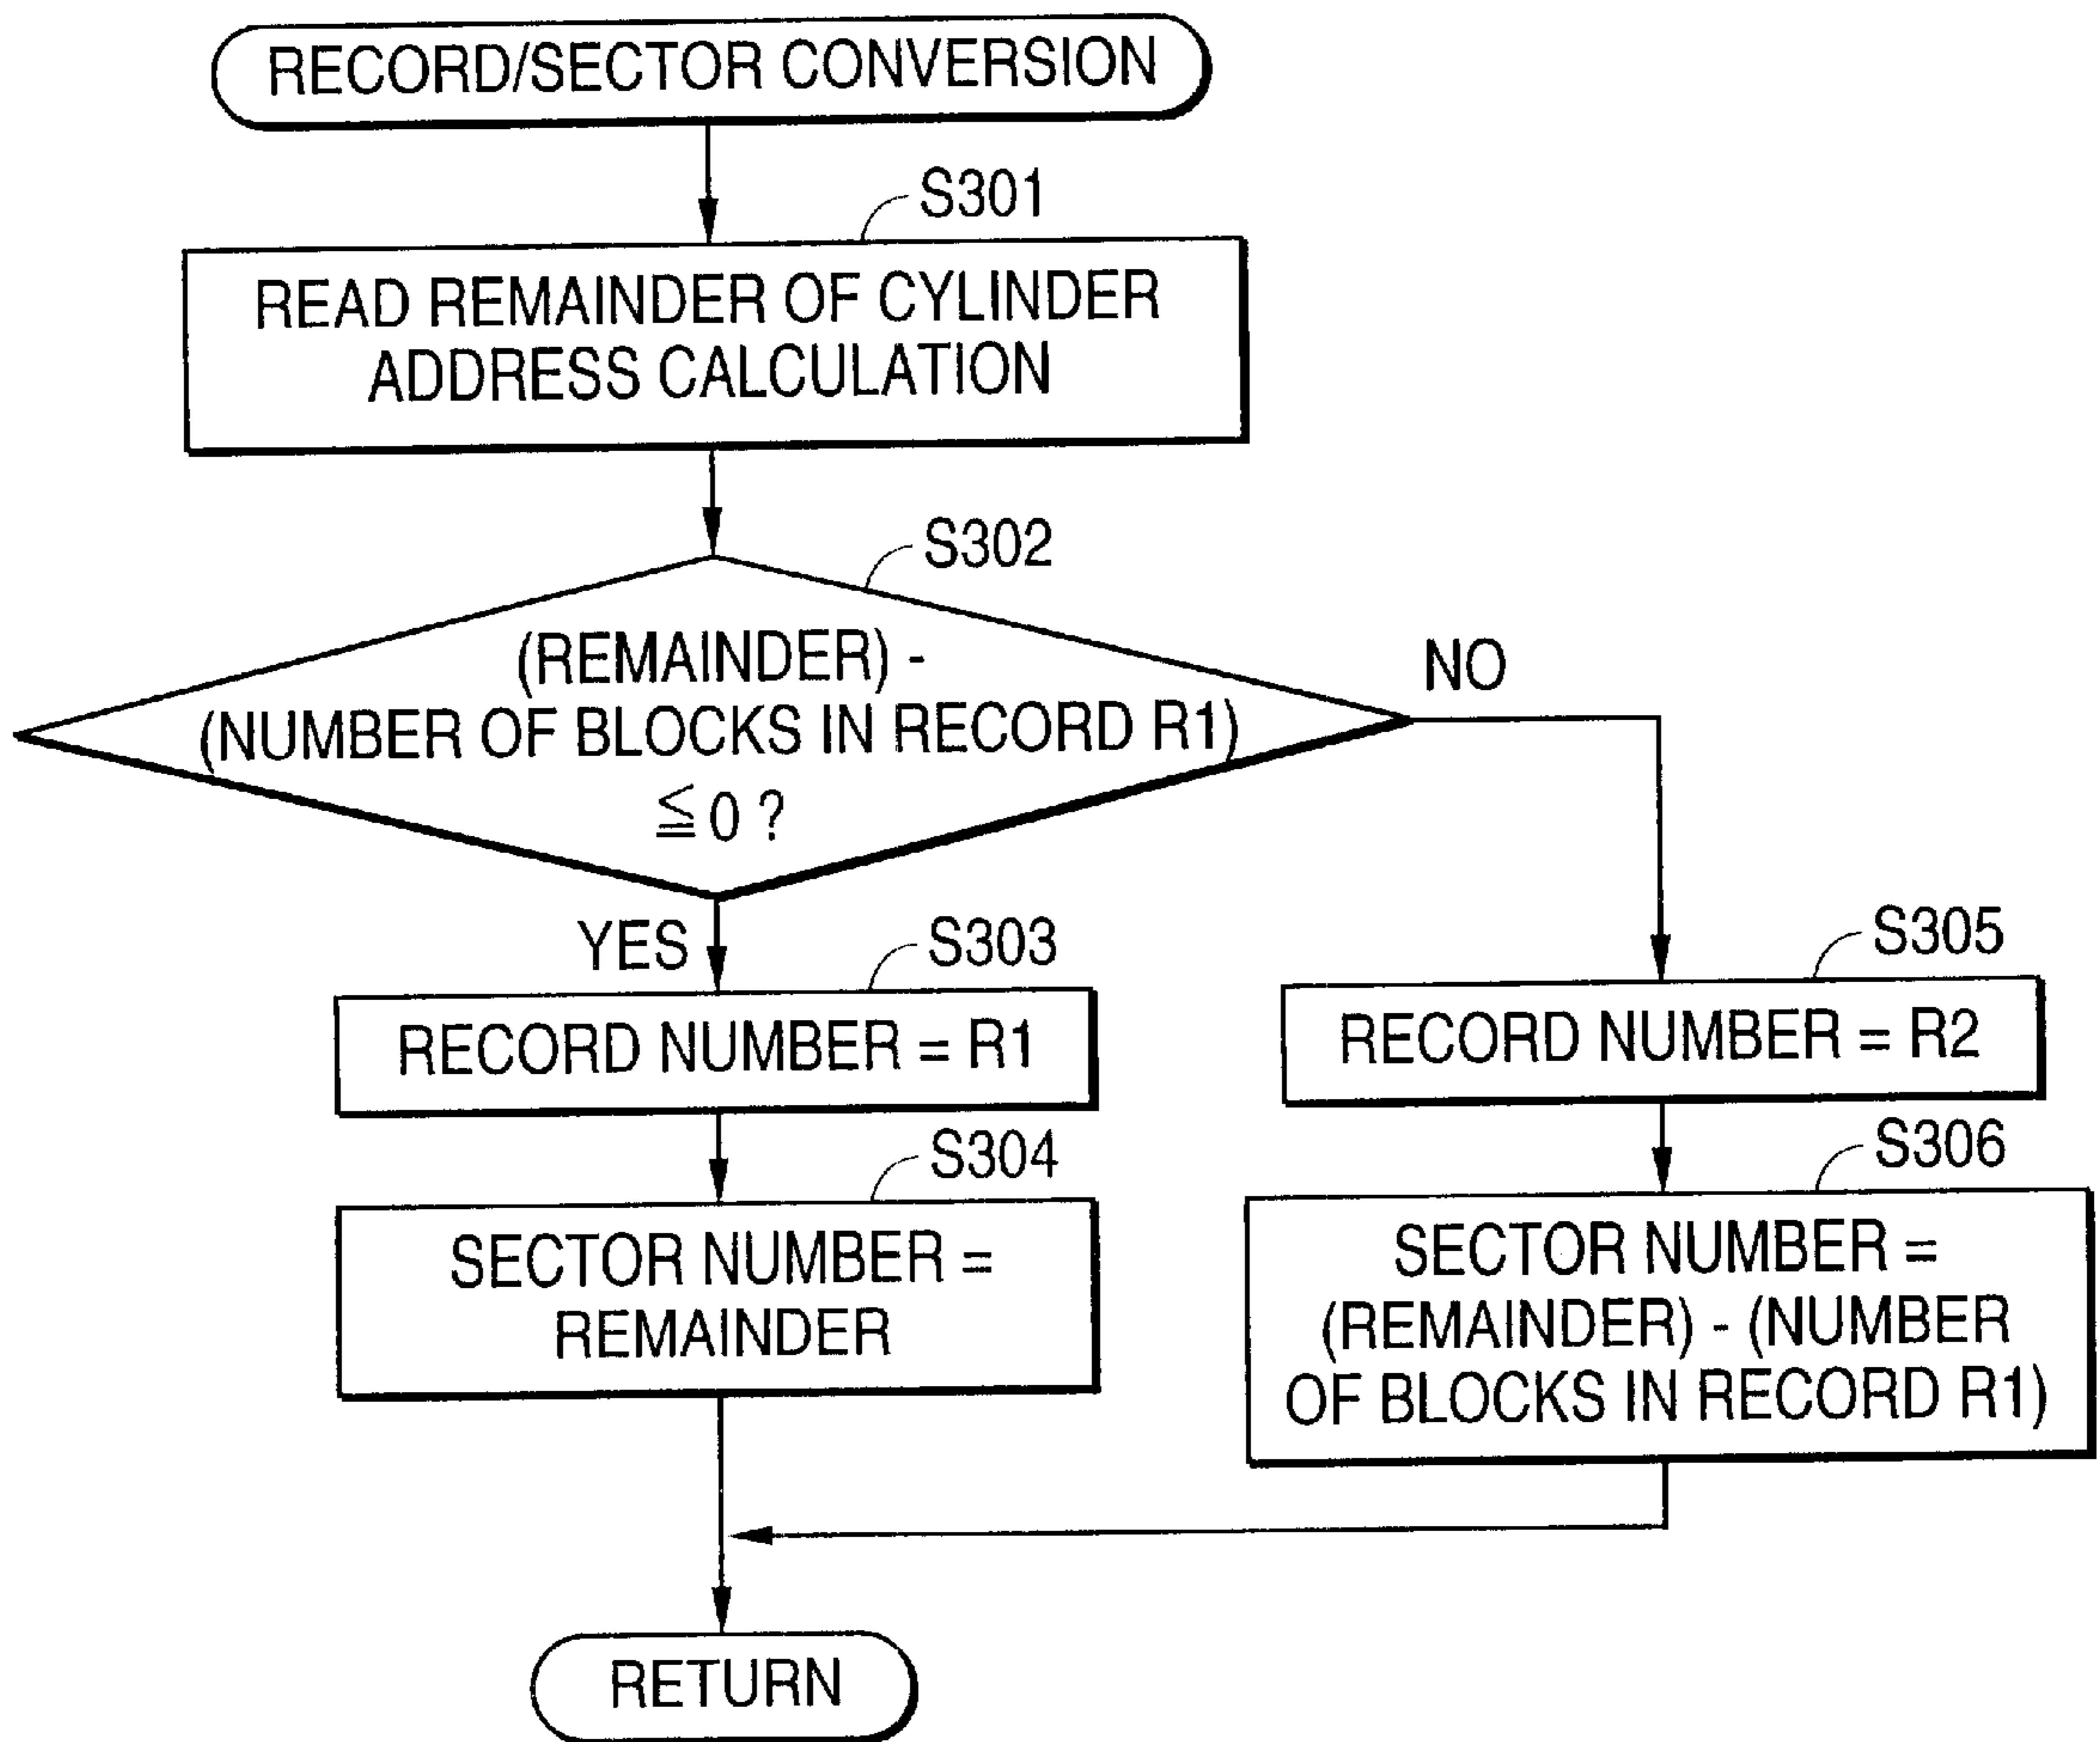 RECORD/SECTOR CONVERSION
S301
READ REMAINDER OF CYLINDER
ADDRESS CALCULATION
S302
(REMAINDER) -
(NUMBER OF BLOCKS IN RECORD R1)
≦ 0 ?
NO
YES
S303
RECORD NUMBER = R1
S304
SECTOR NUMBER =
REMAINDER
S305
RECORD NUMBER = R2
S306
SECTOR NUMBER =
(REMAINDER) - (NUMBER
OF BLOCKS IN RECORD R1)
RETURN